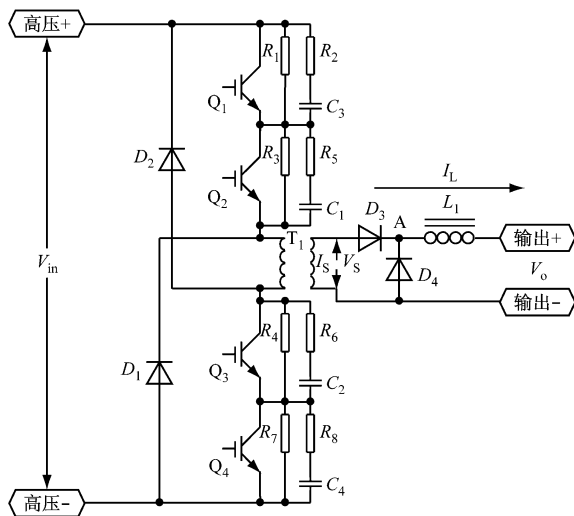 高压+
R1
R2
Q1
C3
D2
R3
R5
Q2
C1
IL
D3
A
L1
T1
输出+
Vin
IS
VS
D4
Vo
输出-
R4
R6
D1
Q3
C2
R7
R8
Q4
C4
高压-